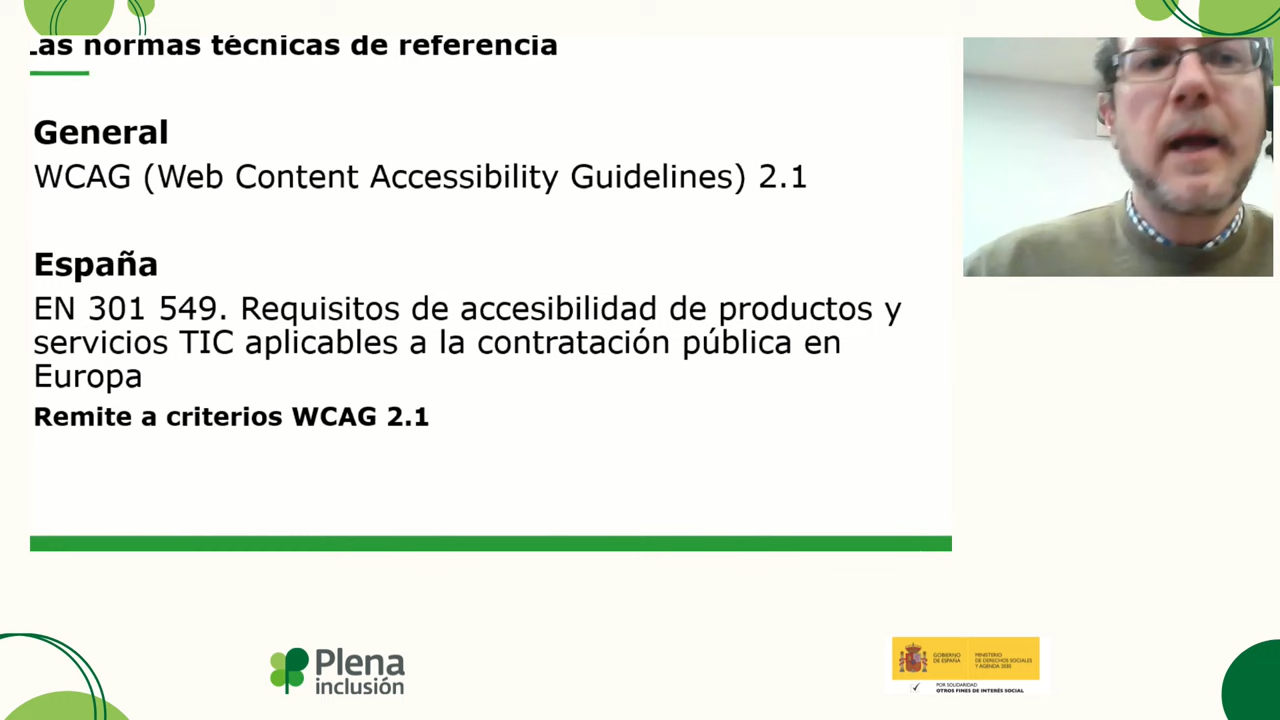 Las normas técnicas de referencia
General
WCAG (Web Content Accessibility Guidelines) 2.1
España
EN 301 549. Requisitos de accesibilidad de productos y
servicios TIC aplicables a la contratación pública en
Europa
Remite a criterios WCAG 2.1
Plena
inclusión
GOBIERNO
DE ESPAÑA
MINISTERIO
DE DERECHOS SOCIALES
Y AGENDA 2030
POR SOLIDARIDAD
OTROS FINES DE INTERÉS SOCIAL